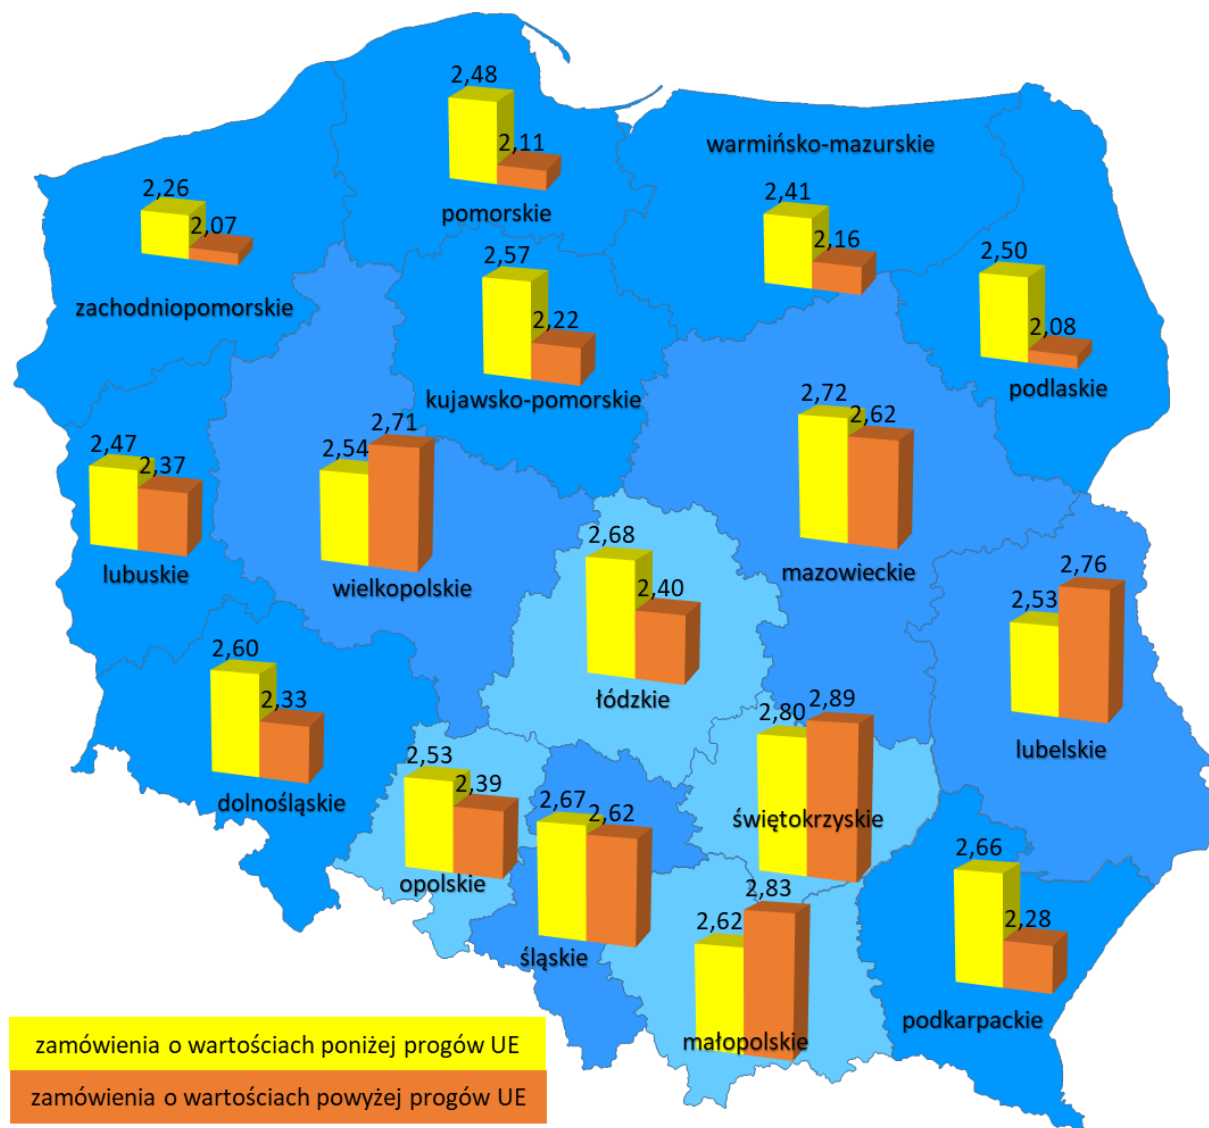 2,48
2,11
pomorskie
warmińsko-mazurskie
2,41
2,16
2,26
2,07
zachodniopomorskie
2,57
2,22
kujawsko-pomorskie
2,50
2,08
podlaskie
2,47
2,37
lubuskie
2,54
2,71
wielkopolskie
2,72
2,62
mazowieckie
2,68
2,40
łódzkie
2,53
2,76
lubelskie
2,60
2,33
dolnośląskie
2,53
2,39
opolskie
2,67
2,62
śląskie
2,80
2,89
świętokrzyskie
2,62
2,83
małopolskie
2,66
2,28
podkarpackie
zamówienia o wartościach poniżej progów UE
zamówienia o wartościach powyżej progów UE